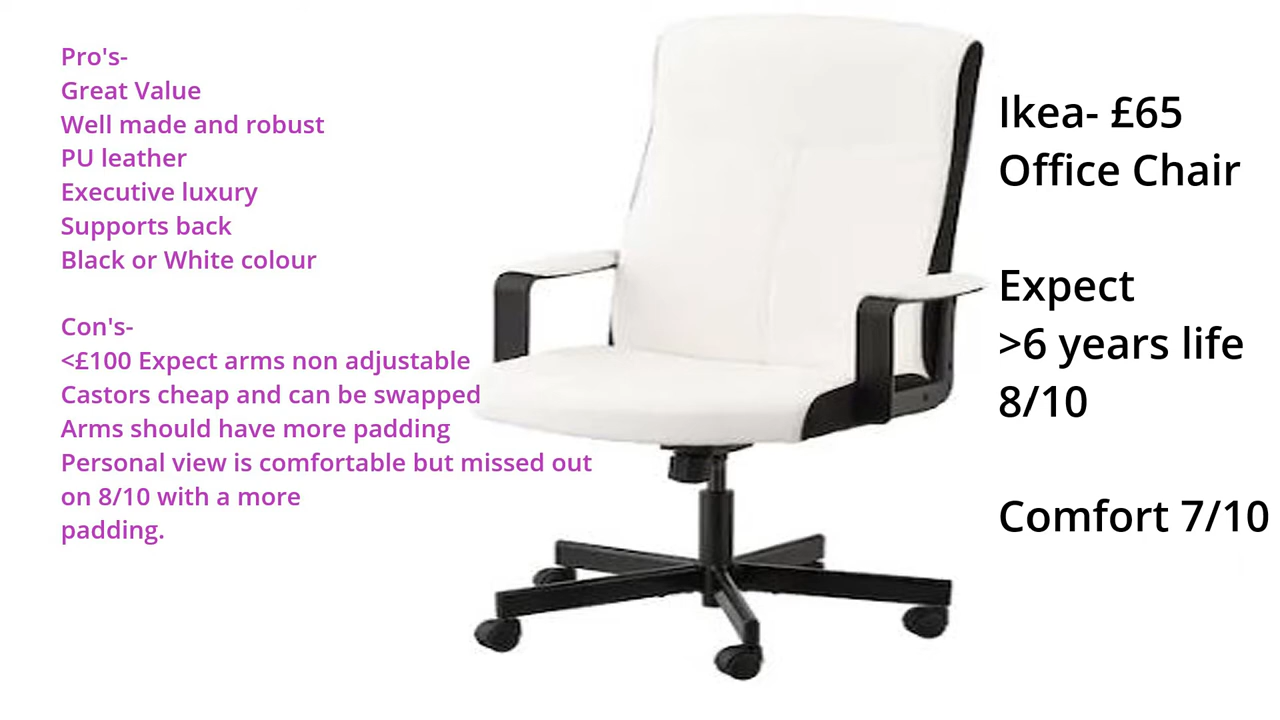 Pro's-
Great Value
Well made and robust
PU leather
Executive luxury
Supports back
Black or White colour
Con's-
<£100 Expect arms non adjustable
Castors cheap and can be swapped
Arms should have more padding
Personal view is comfortable but missed out
on 8/10 with a more
padding.
Ikea- £65
Office Chair
Expect
>6 years life
8/10
Comfort 7/10